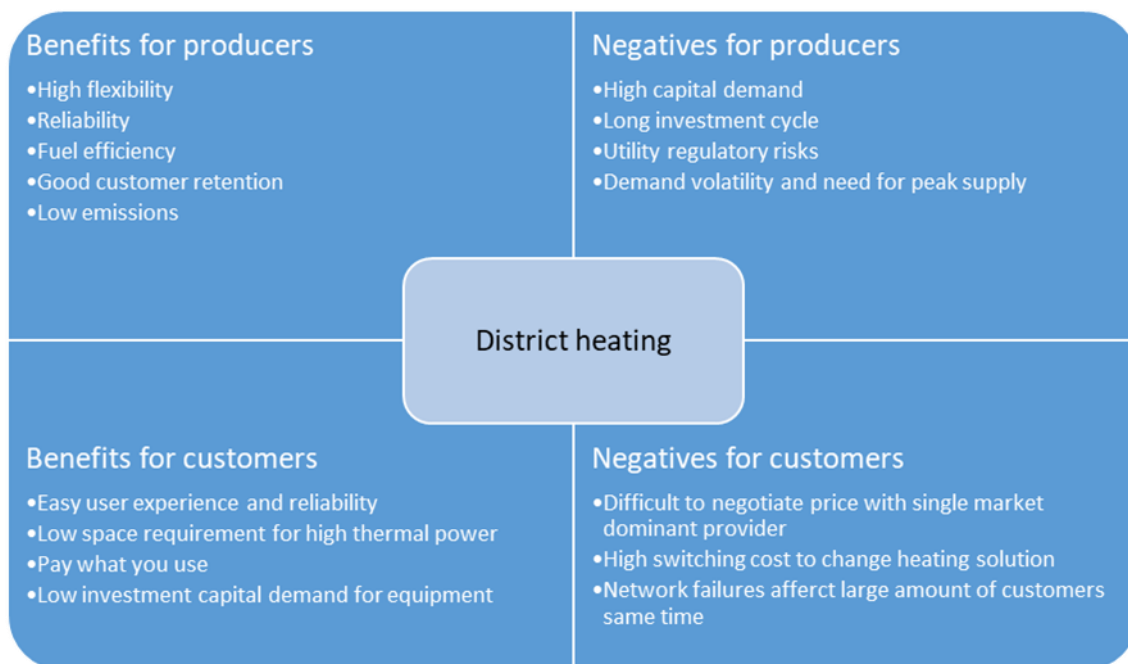 Benefits for producers
•High flexibility
•Reliability
•Fuel efficiency
•Good customer retention
•Low emissions
Negatives for producers
•High capital demand
•Long investment cycle
•Utility regulatory risks
•Demand volatility and need for peak supply
District heating
Benefits for customers
•Easy user experience and reliability
•Low space requirement for high thermal power
•Pay what you use
•Low investment capital demand for equipment
Negatives for customers
•Difficult to negotiate price with single market
dominant provider
•High switching cost to change heating solution
•Network failures afferct large amount of customers
same time